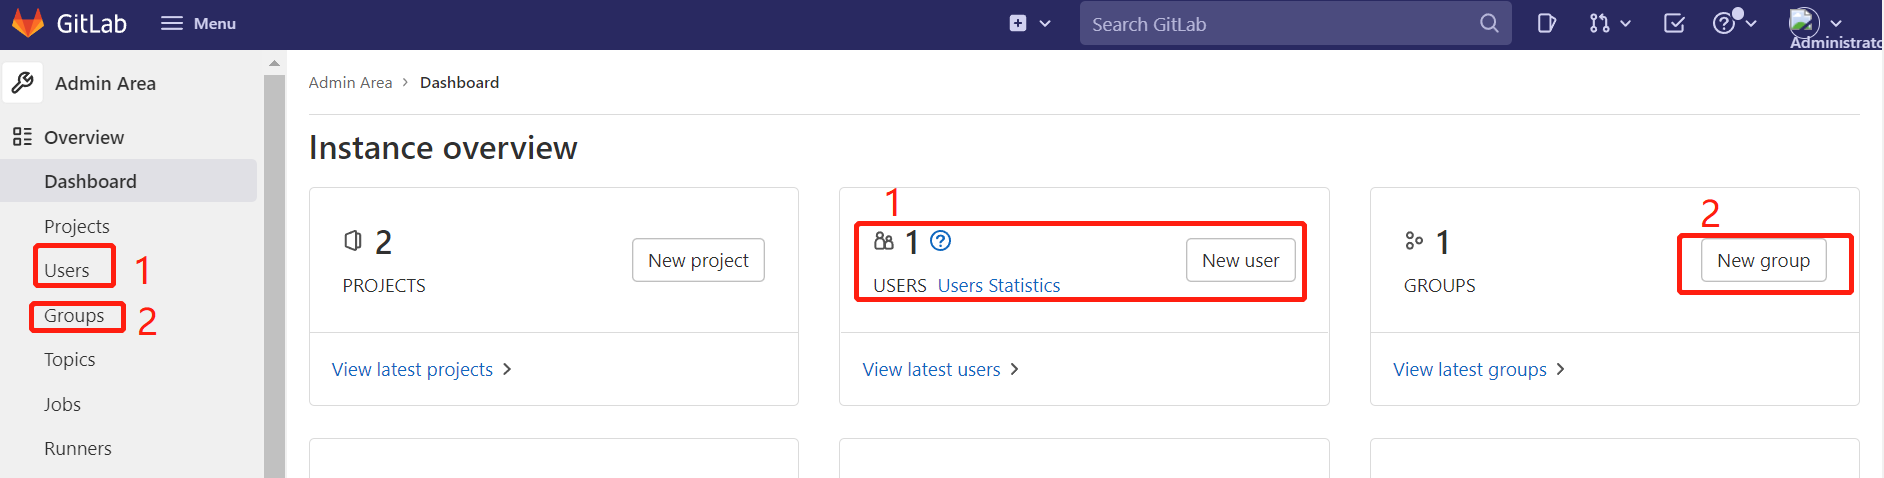 GitLab
Menu
Search GitLab
Administrato
Admin Area
Overview
Dashboard
Projects
Users
1
Groups
2
Topics
Jobs
Runners
Admin Area > Dashboard
Instance overview
2
PROJECTS
New project
View latest projects >
1
1
USERS Users Statistics
New user
View latest users >
2
1
GROUPS
New group
View latest groups >